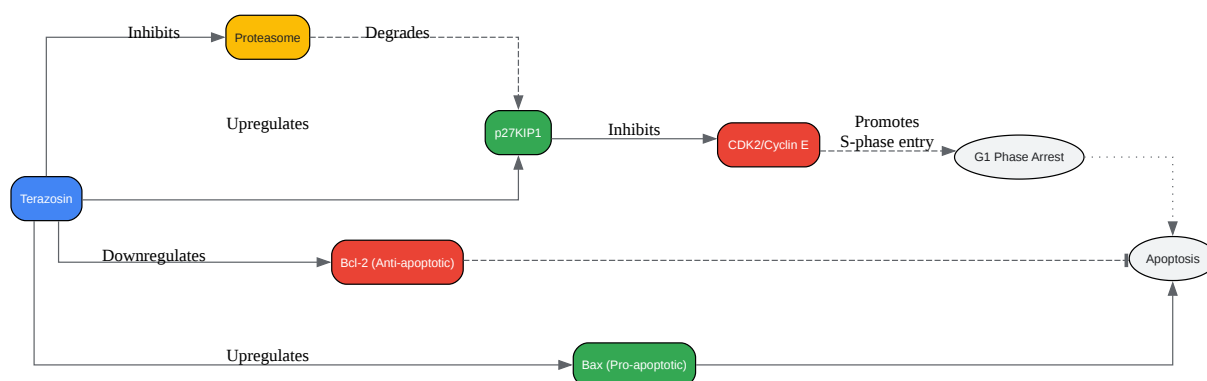 Inhibits
Proteasome
Degrades
Upregulates
p27KIP1
Inhibits
CDK2/Cyclin E
Promotes
S-phase entry
G1 Phase Arrest
Terazosin
Downregulates
Bcl-2 (Anti-apoptotic)
Apoptosis
Upregulates
Bax (Pro-apoptotic)